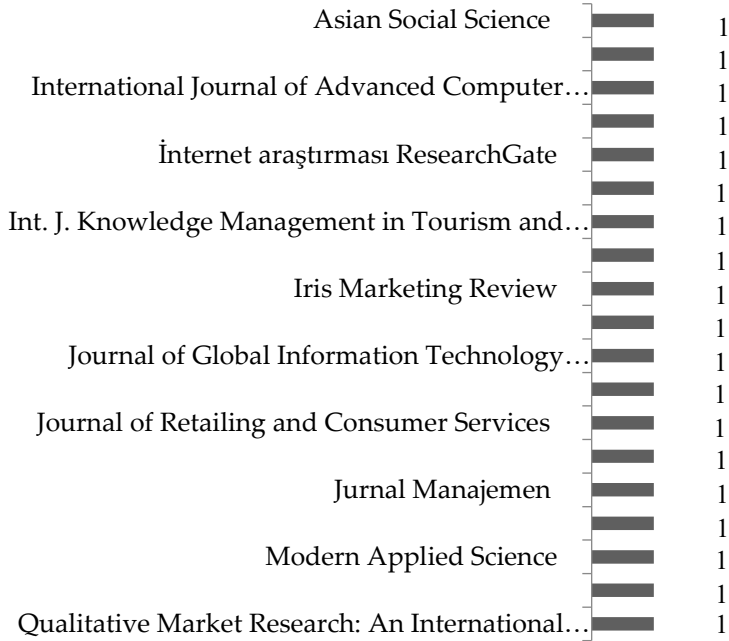 Asian Social Science 1
1
International Journal of Advanced Computer… 1
1
İnternet araştırması ResearchGate 1
1
Int. J. Knowledge Management in Tourism and… 1
1
Iris Marketing Review 1
1
Journal of Global Information Technology… 1
1
Journal of Retailing and Consumer Services 1
1
Jurnal Manajemen 1
1
Modern Applied Science 1
1
Qualitative Market Research: An International… 1